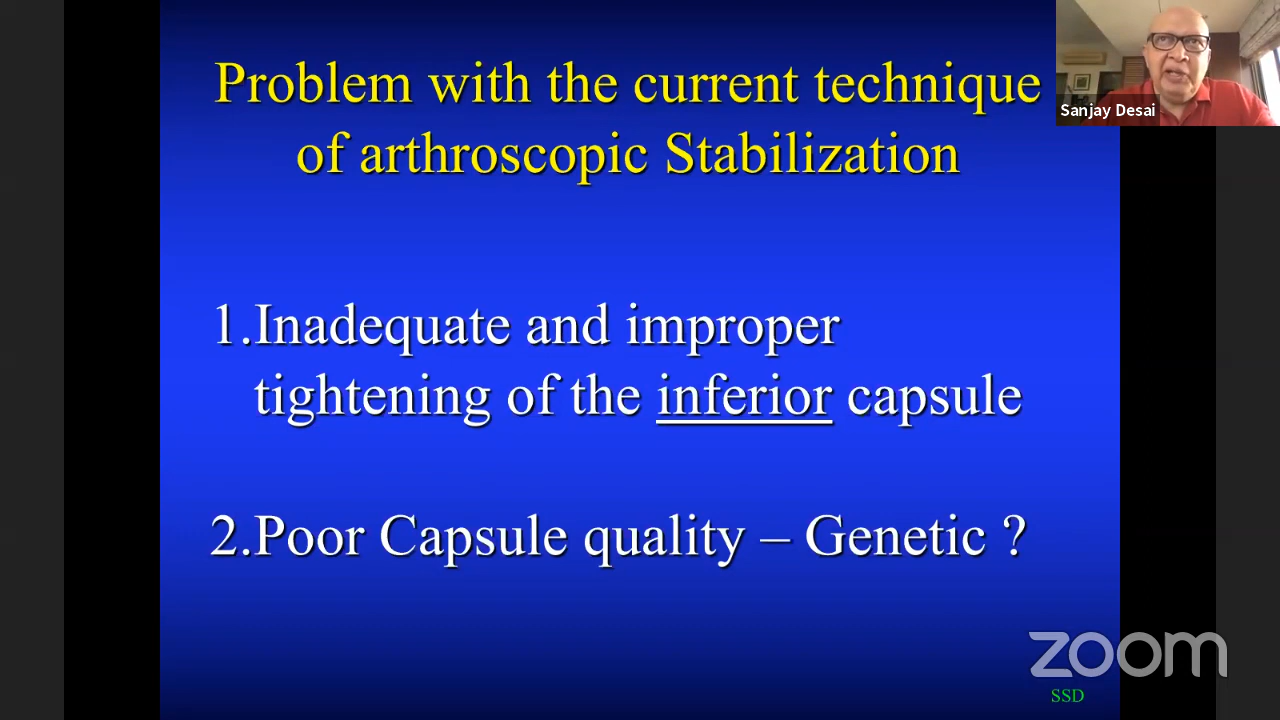 Problem with the current technique
of arthroscopic Stabilization
Sanjay Desai
1.Inadequate and improper
tightening of the inferior capsule
2.Poor Capsule quality – Genetic ?
zoom
SSD